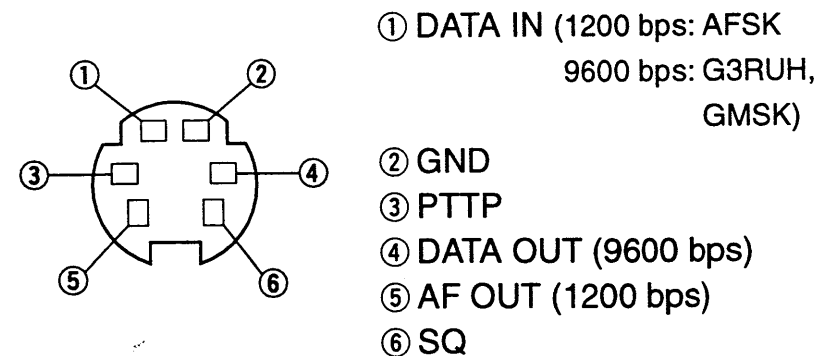 ① DATA IN (1200 bps: AFSK
9600 bps: G3RUH,
GMSK)
② GND
③ PTTP
④ DATA OUT (9600 bps)
⑤ AF OUT (1200 bps)
⑥ SQ
① ②
③ ④
⑤ ⑥